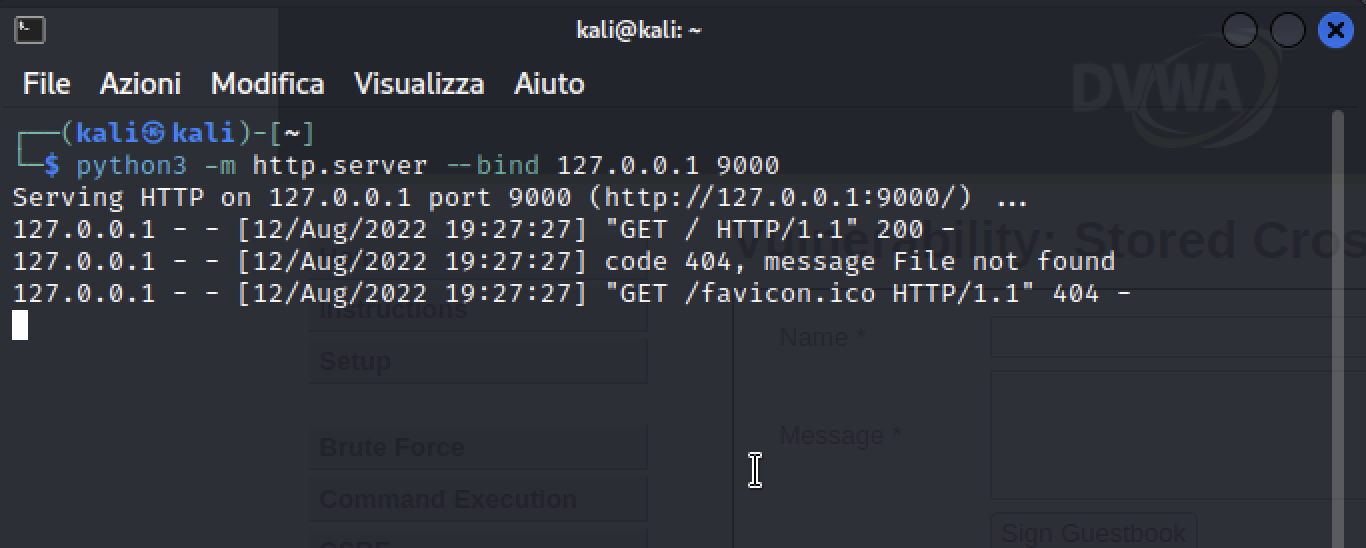 kali@kali: ~
File Azioni Modifica Visualizza Aiuto
DVWA
┌──(kali㉿kali)-[~]
└─$ python3 -m http.server --bind 127.0.0.1 9000
Serving HTTP on 127.0.0.1 port 9000 (http://127.0.0.1:9000/) ...
127.0.0.1 - - [12/Aug/2022 19:27:27] "GET / HTTP/1.1" 200 -
Vulnerability: Stored Cros
127.0.0.1 - - [12/Aug/2022 19:27:27] code 404, message File not found
127.0.0.1 - - [12/Aug/2022 19:27:27] "GET /favicon.ico HTTP/1.1" 404 -
Instructions
Name *
Setup
Message *
Brute Force
Command Execution
Sign Guestbook